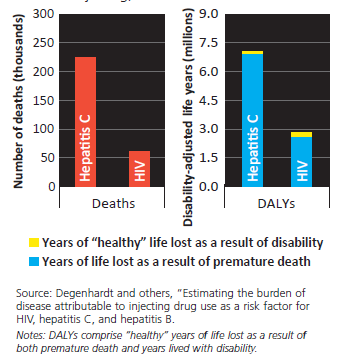 Number of deaths (thousands)
300
250
200
150
100
50
0
Hepatitis C
HIV
Deaths
Disability-adjusted life years (millions)
9.0
7.5
6.0
4.5
3.0
1.5
0.0
Hepatitis C
HIV
DALYs
Years of “healthy” life lost as a result of disability
Years of life lost as a result of premature death
Source: Degenhardt and others, “Estimating the burden of
disease attributable to injecting drug use as a risk factor for
HIV, hepatitis C, and hepatitis B.
Notes: DALYs comprise “healthy” years of life lost as a result of
both premature death and years lived with disability.